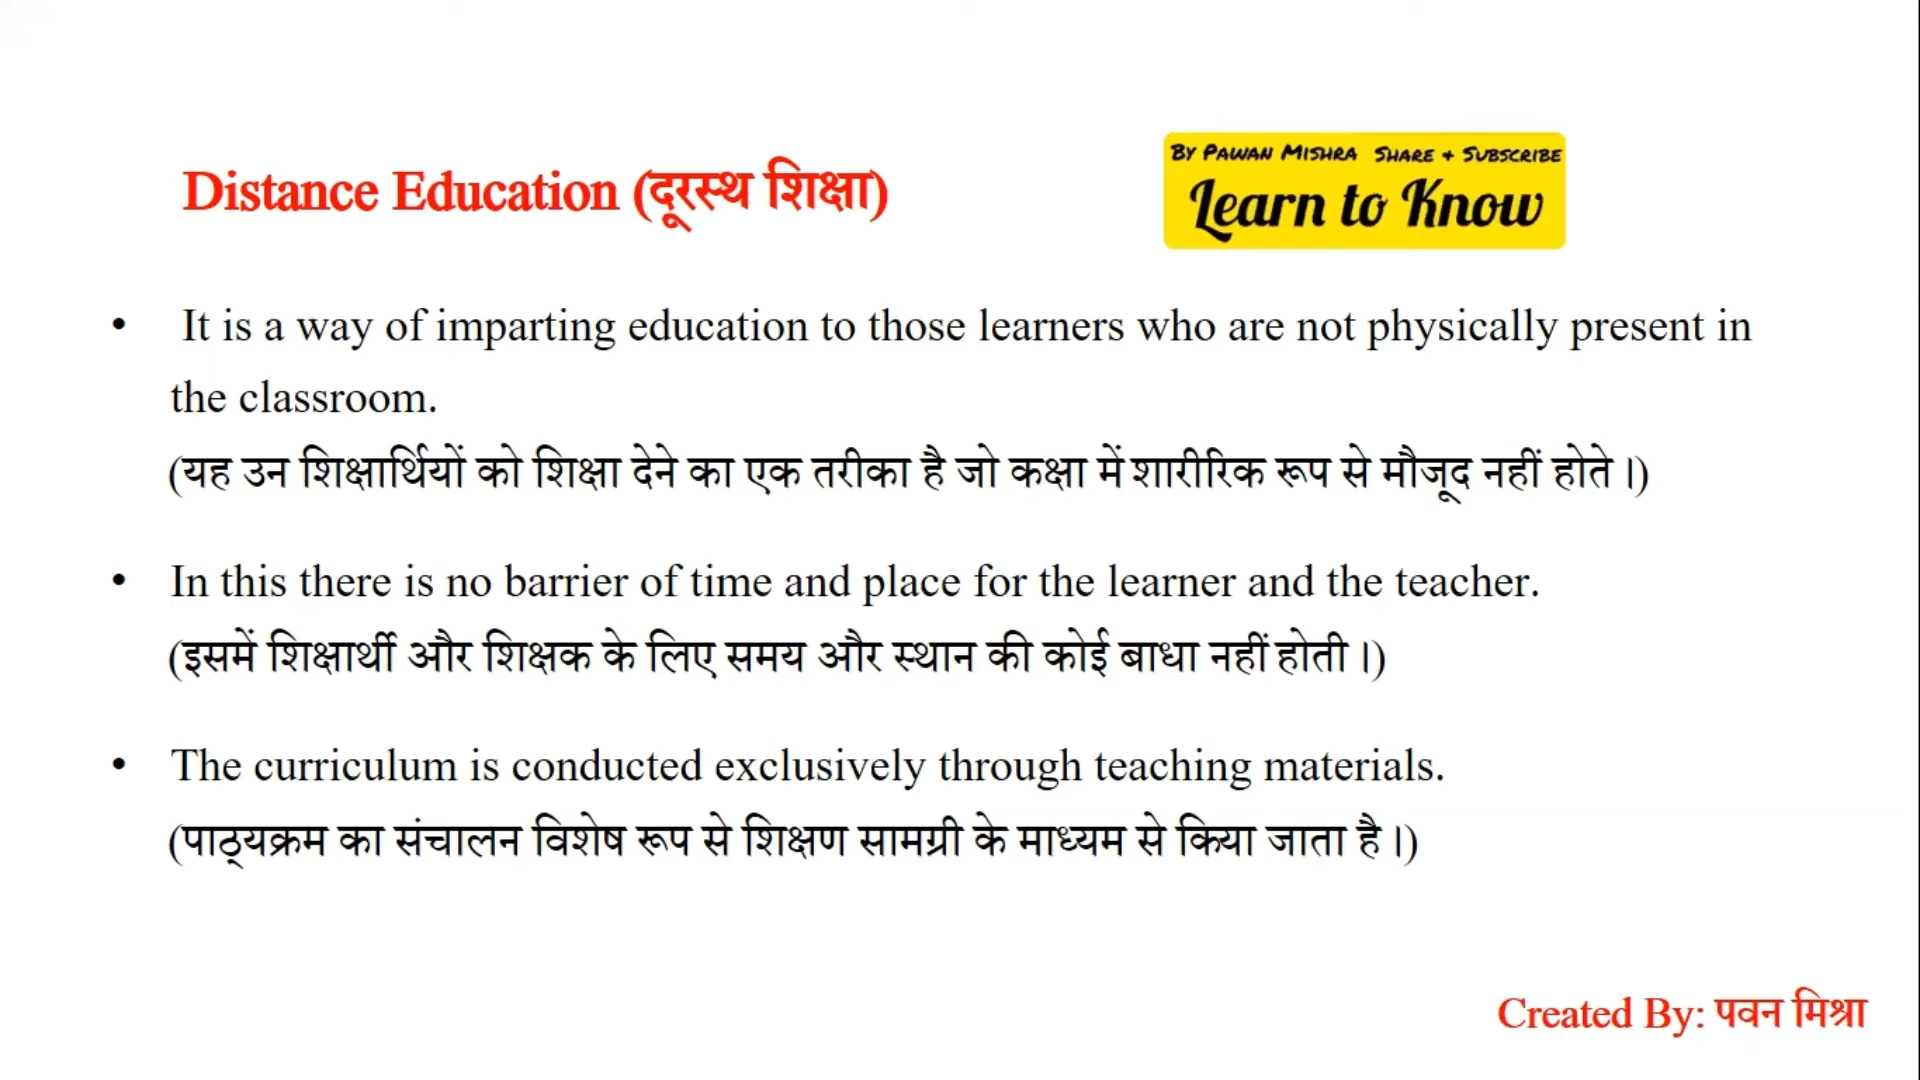 By Pawan Mishra Share + Subscribe
Learn to Know
Distance Education (दूरस्थ शिक्षा)
• It is a way of imparting education to those learners who are not physically present in
the classroom.
(यह उन शिक्षार्थियों को शिक्षा देने का एक तरीका है जो कक्षा में शारीरिक रूप से मौजूद नहीं होते।)
• In this there is no barrier of time and place for the learner and the teacher.
(इसमें शिक्षार्थी और शिक्षक के लिए समय और स्थान की कोई बाधा नहीं होती।)
• The curriculum is conducted exclusively through teaching materials.
(पाठ्यक्रम का संचालन विशेष रूप से शिक्षण सामग्री के माध्यम से किया जाता है।)
Created By: पवन मिश्रा